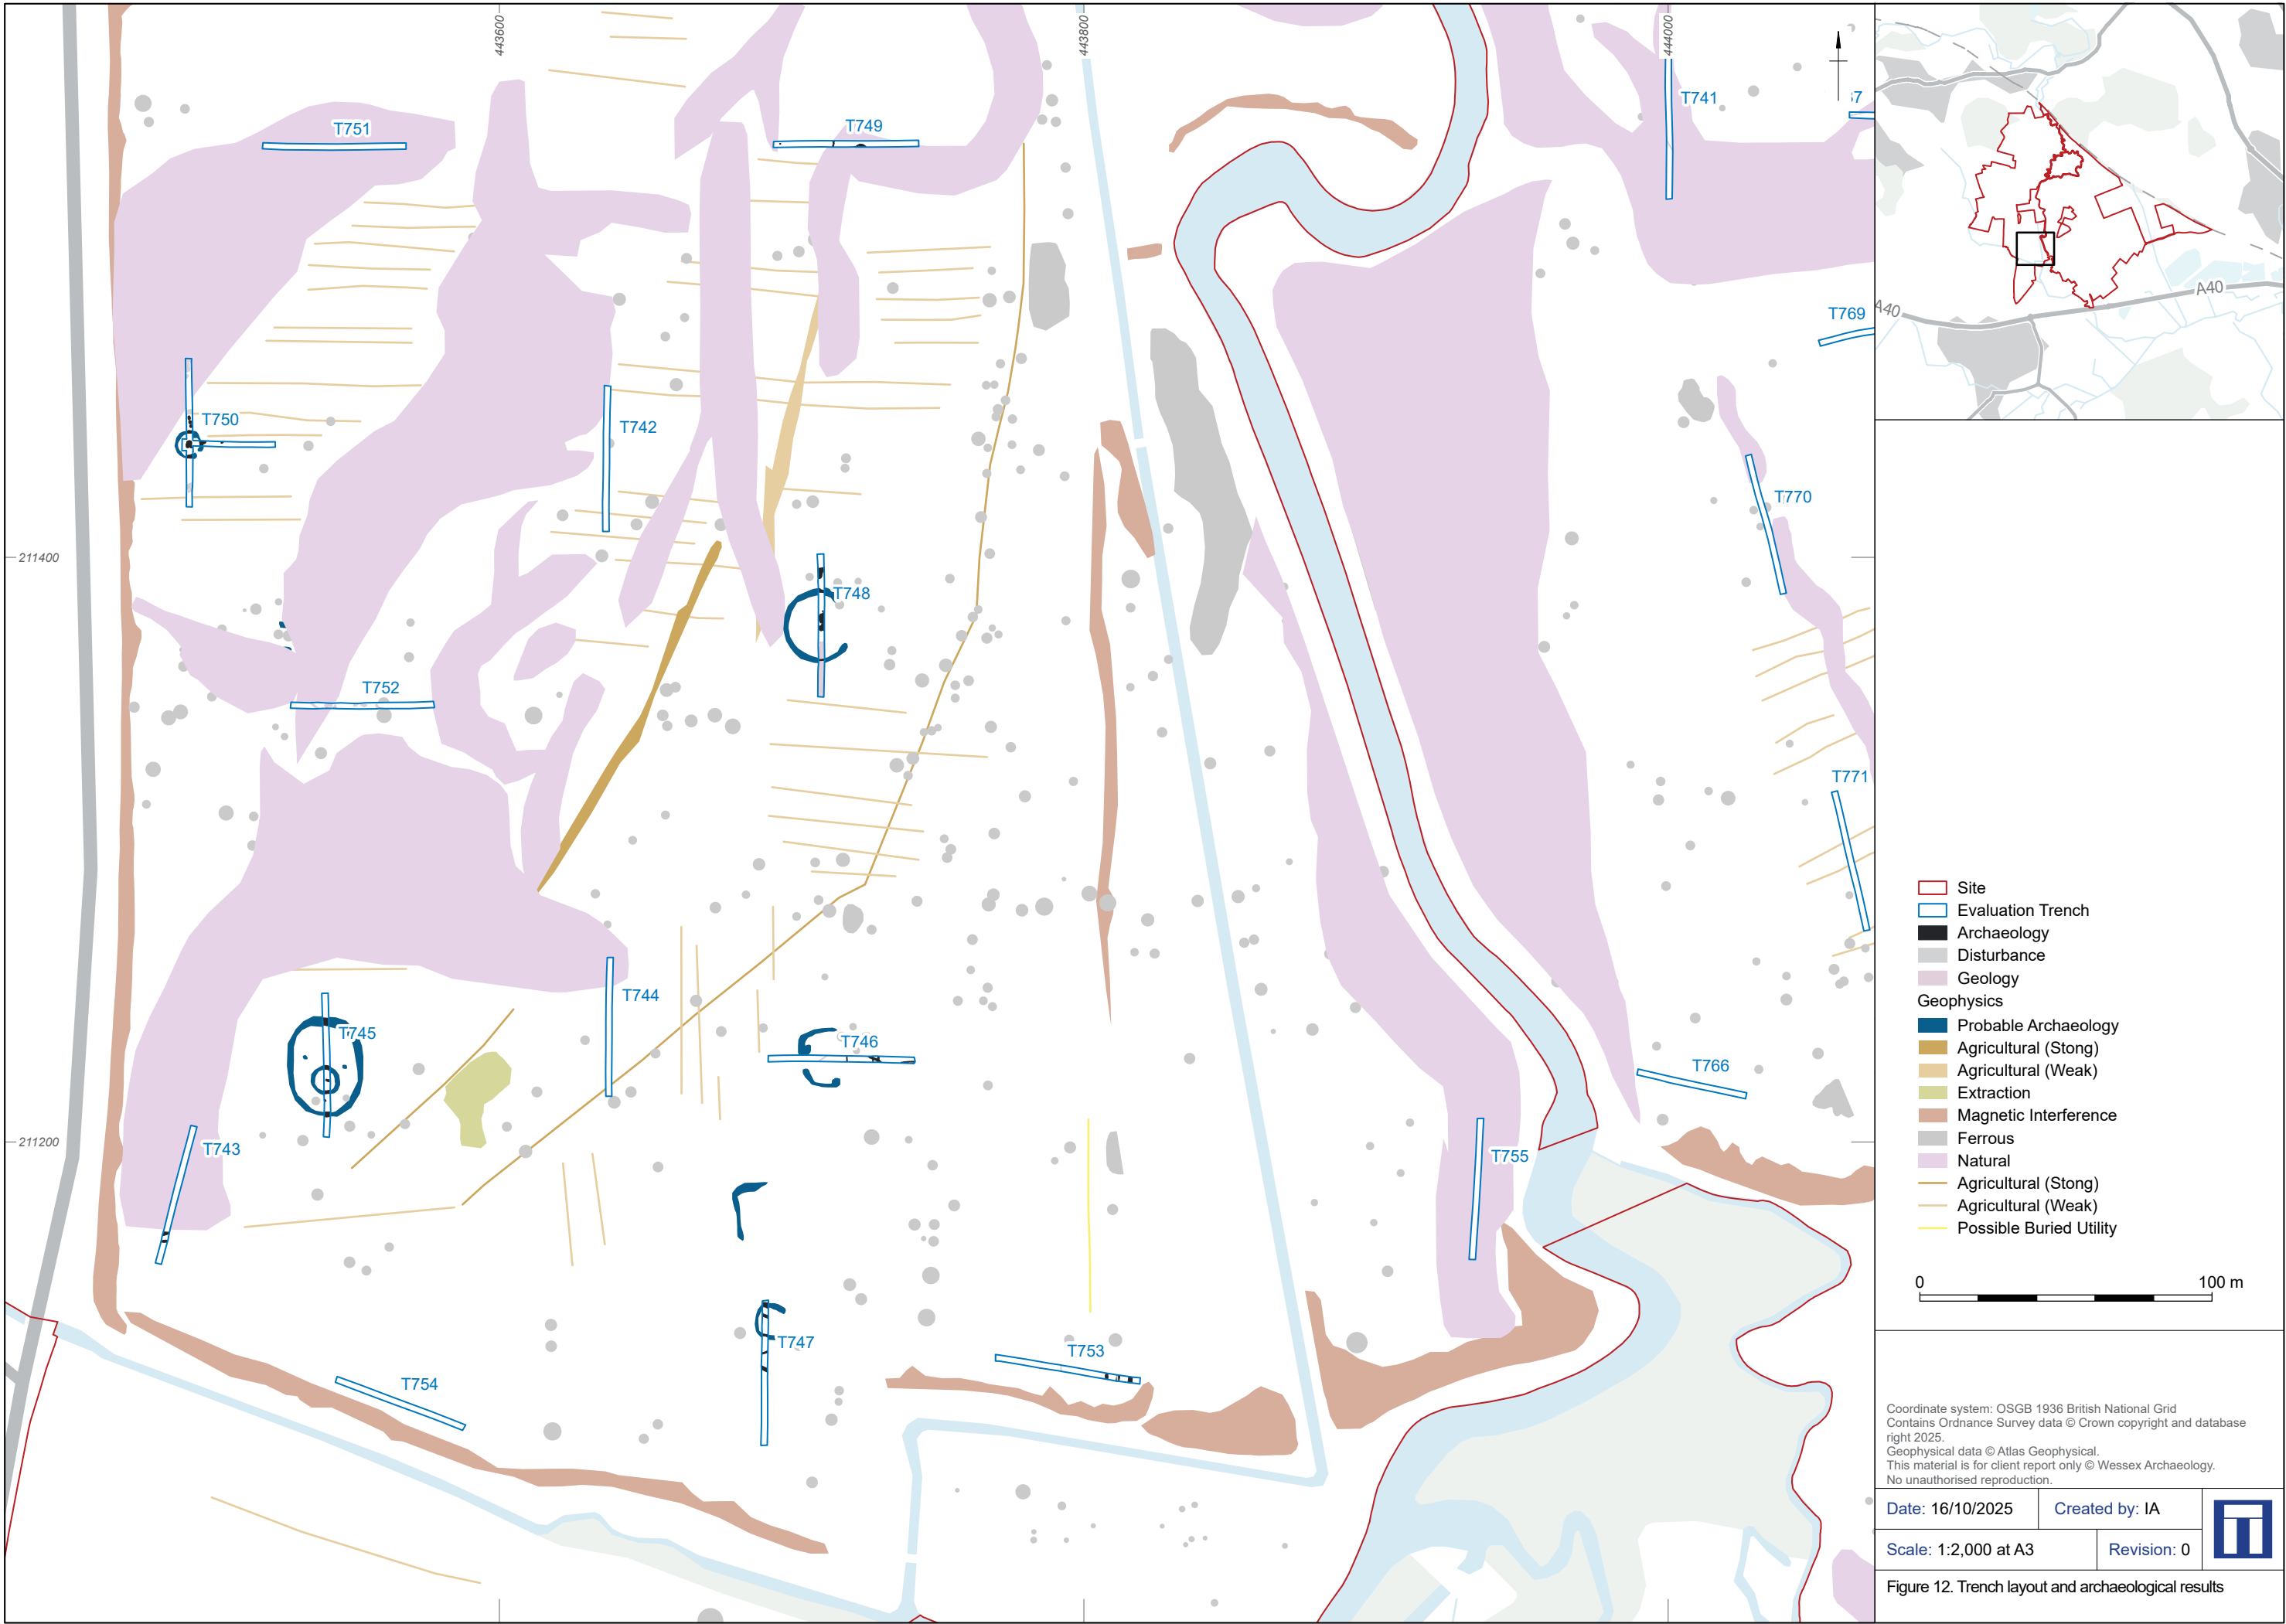 443600
443800
444000
T751
T749
T741
T769
T750
T742
T770
211400
T748
T752
T771
T745
T744
T746
T766
211200
T743
T755
T747
T753
T754
A40
A40
Site
Evaluation Trench
Archaeology
Disturbance
Geology
Geophysics
Probable Archaeology
Agricultural (Stong)
Agricultural (Weak)
Extraction
Magnetic Interference
Ferrous
Natural
Agricultural (Stong)
Agricultural (Weak)
Possible Buried Utility
0 100 m
Coordinate system: OSGB 1936 British National Grid
Contains Ordnance Survey data © Crown copyright and database
right 2025.
Geophysical data © Atlas Geophysical.
This material is for client report only © Wessex Archaeology.
No unauthorised reproduction.
Date: 16/10/2025 Created by: IA
Scale: 1:2,000 at A3 Revision: 0
Figure 12. Trench layout and archaeological results